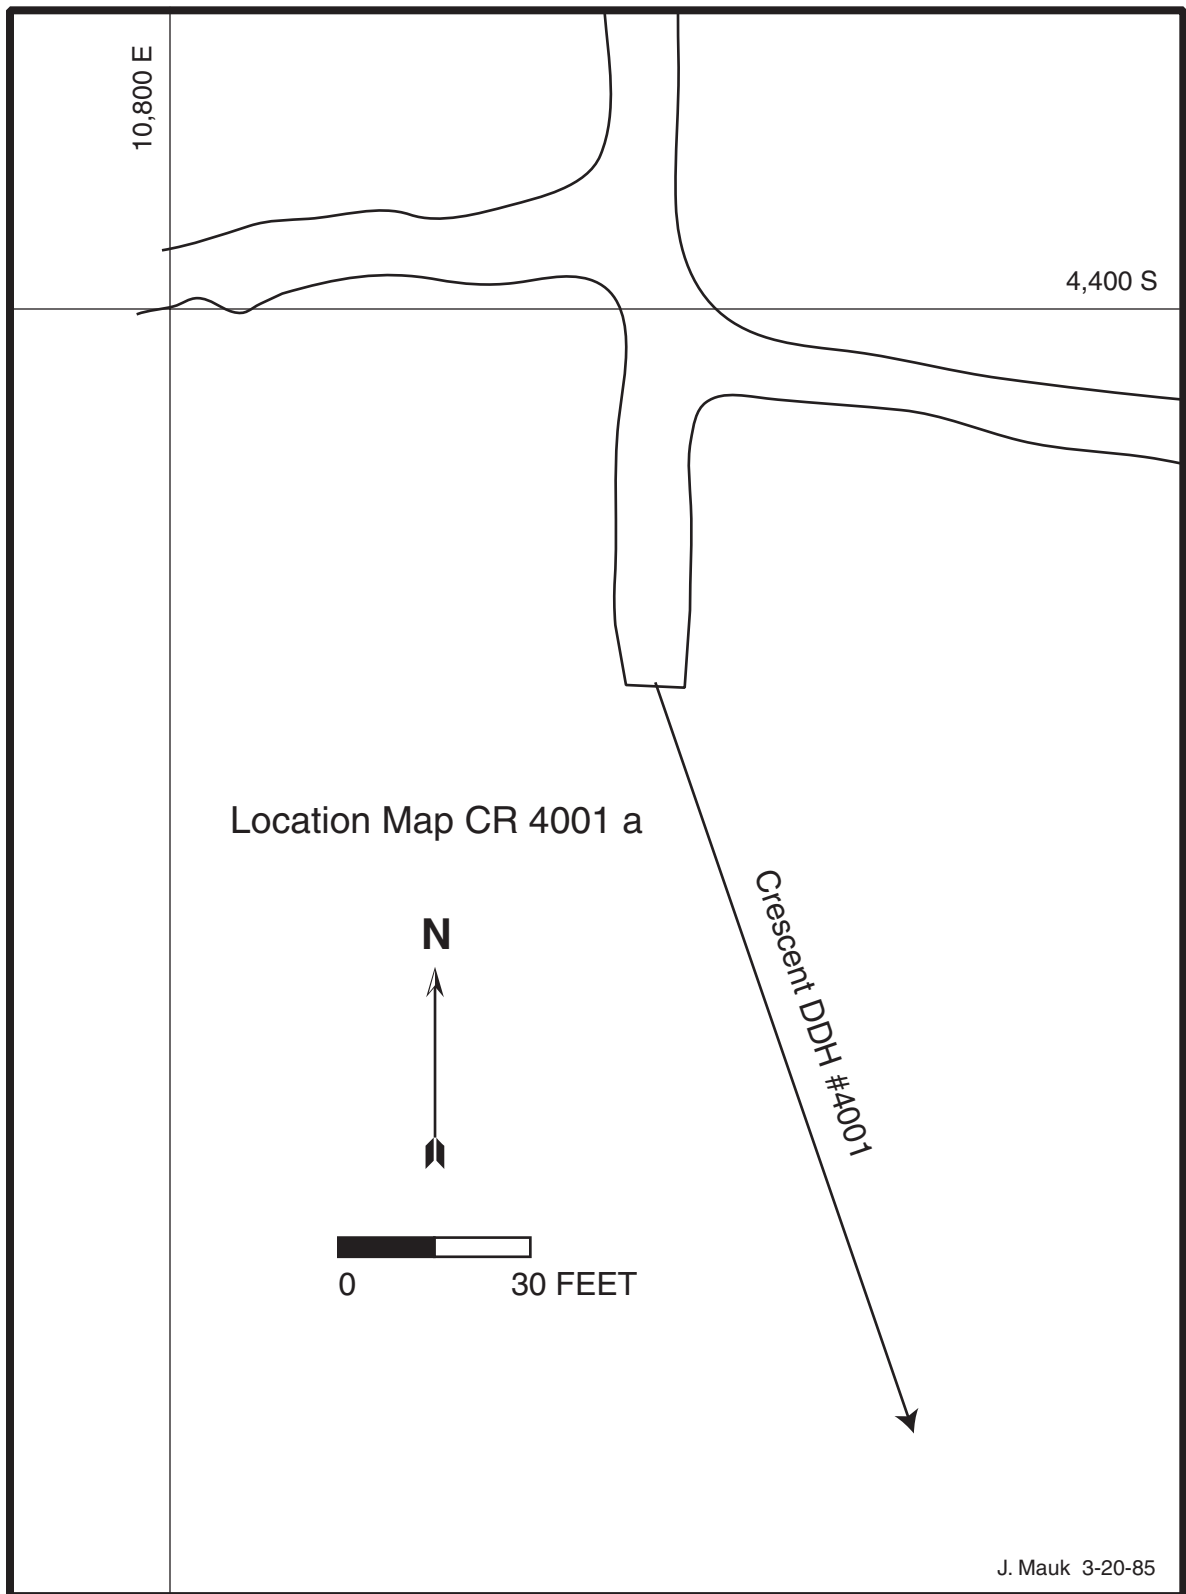 10,800 E
4,400 S
Location Map CR 4001 a
N
Crescent DDH #4001
0 30 FEET
J. Mauk 3-20-85